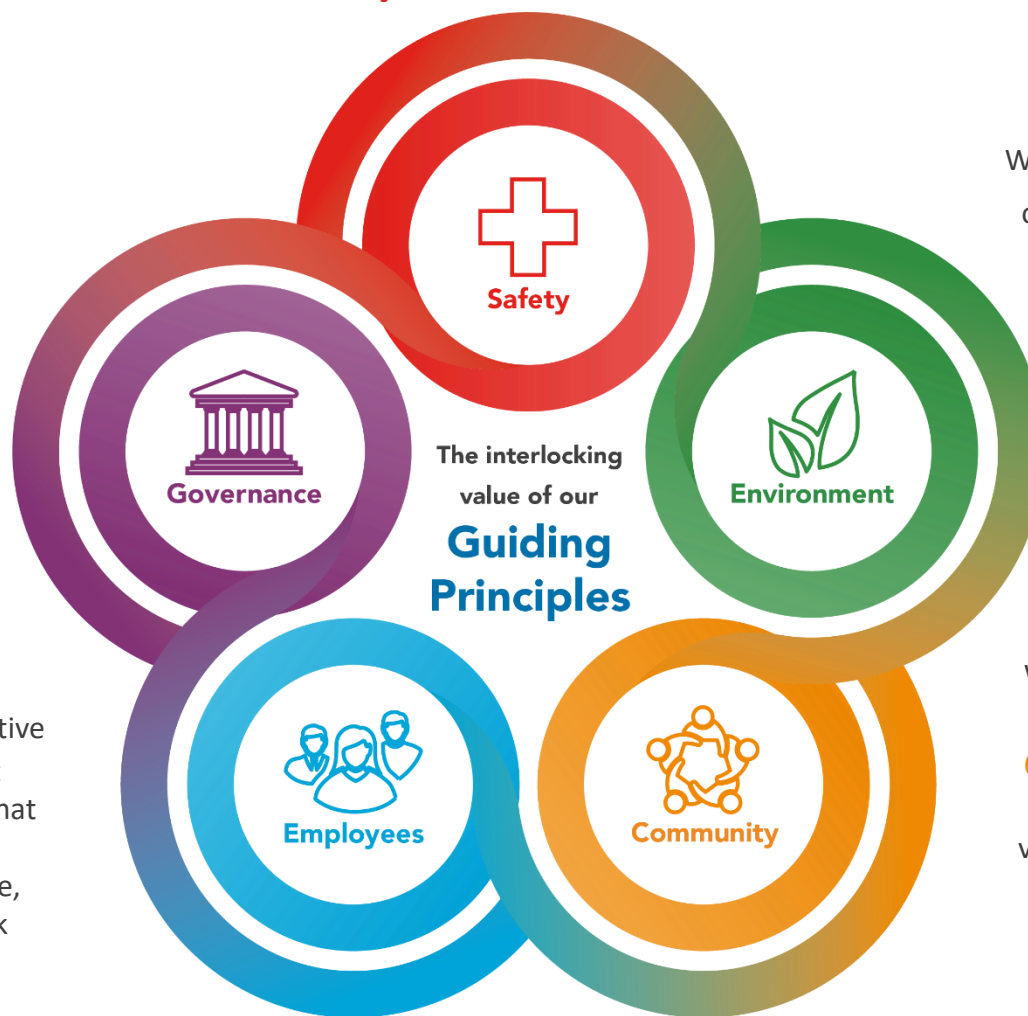 Safety
Governance
The interlocking
value of our
Guiding
Principles
Environment
Employees
Community